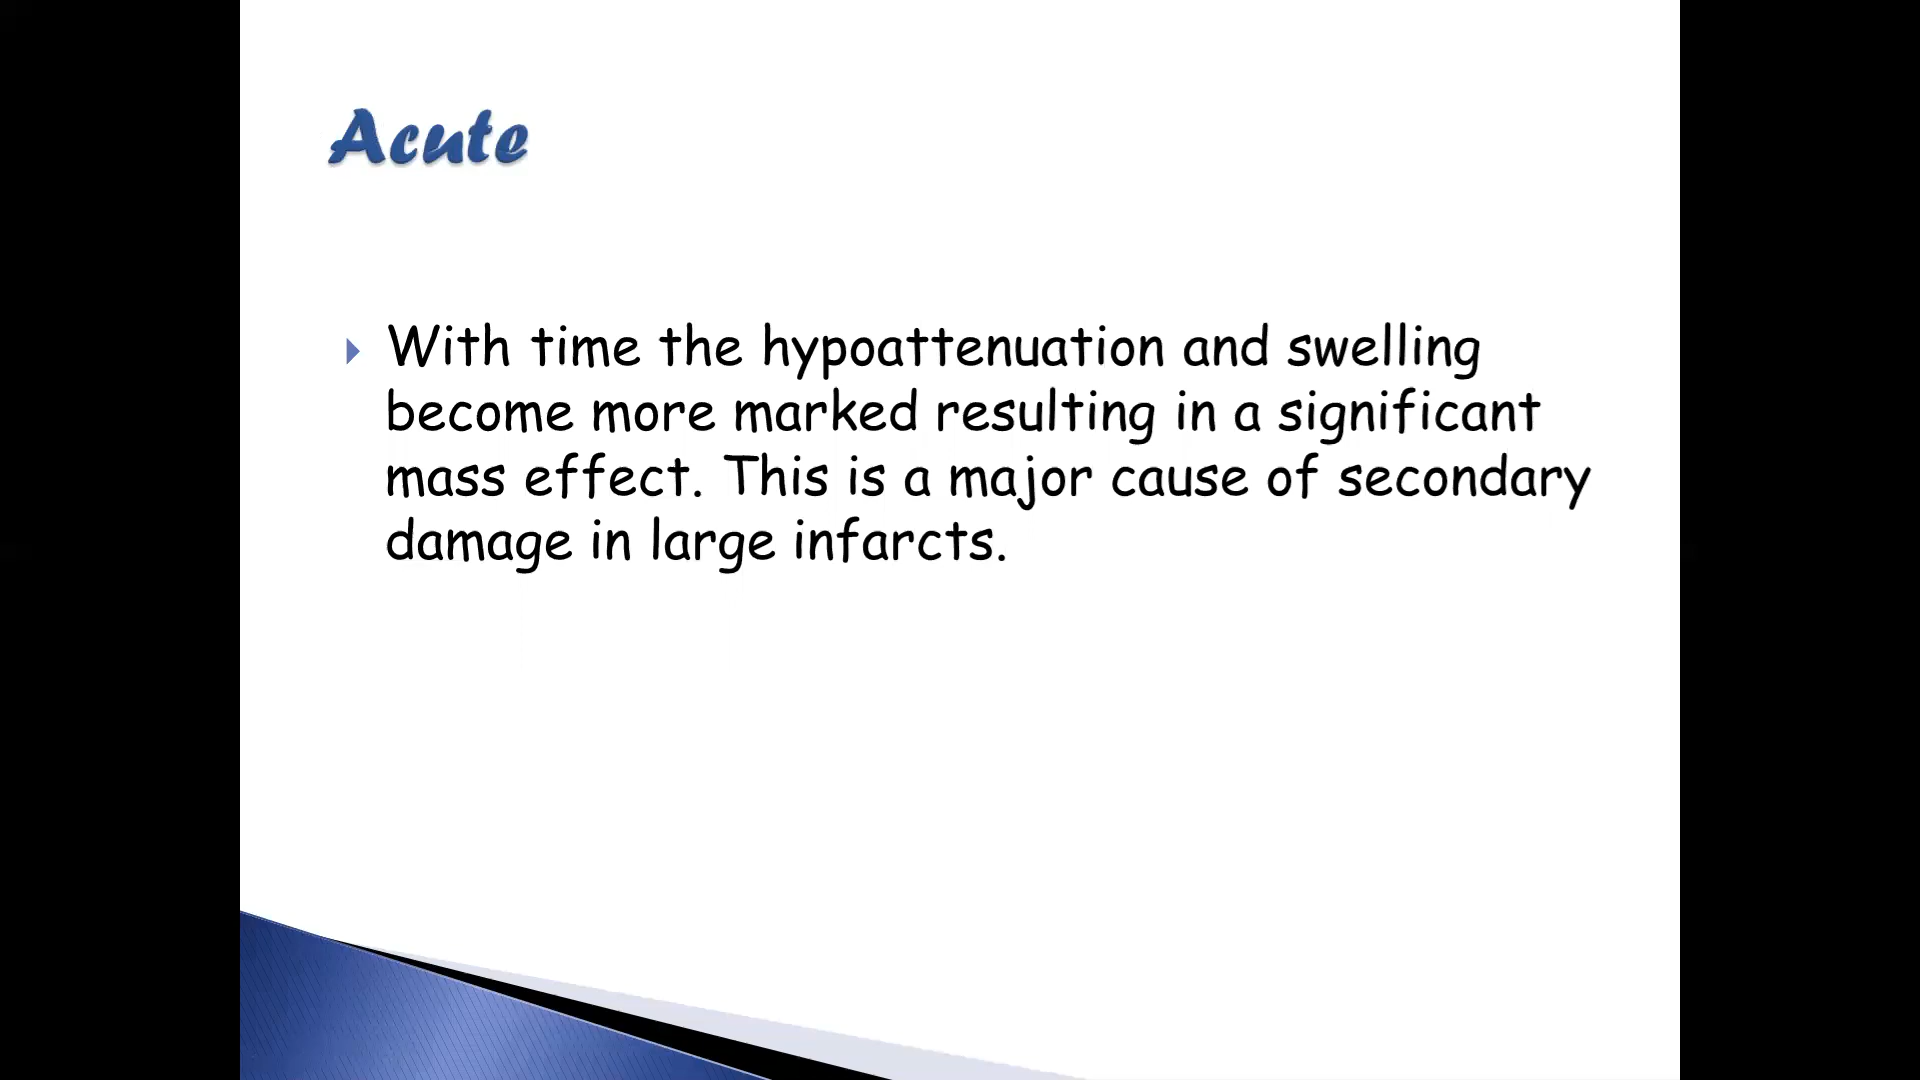 Acute
With time the hypoattenuation and swelling
become more marked resulting in a significant
mass effect. This is a major cause of secondary
damage in large infarcts.